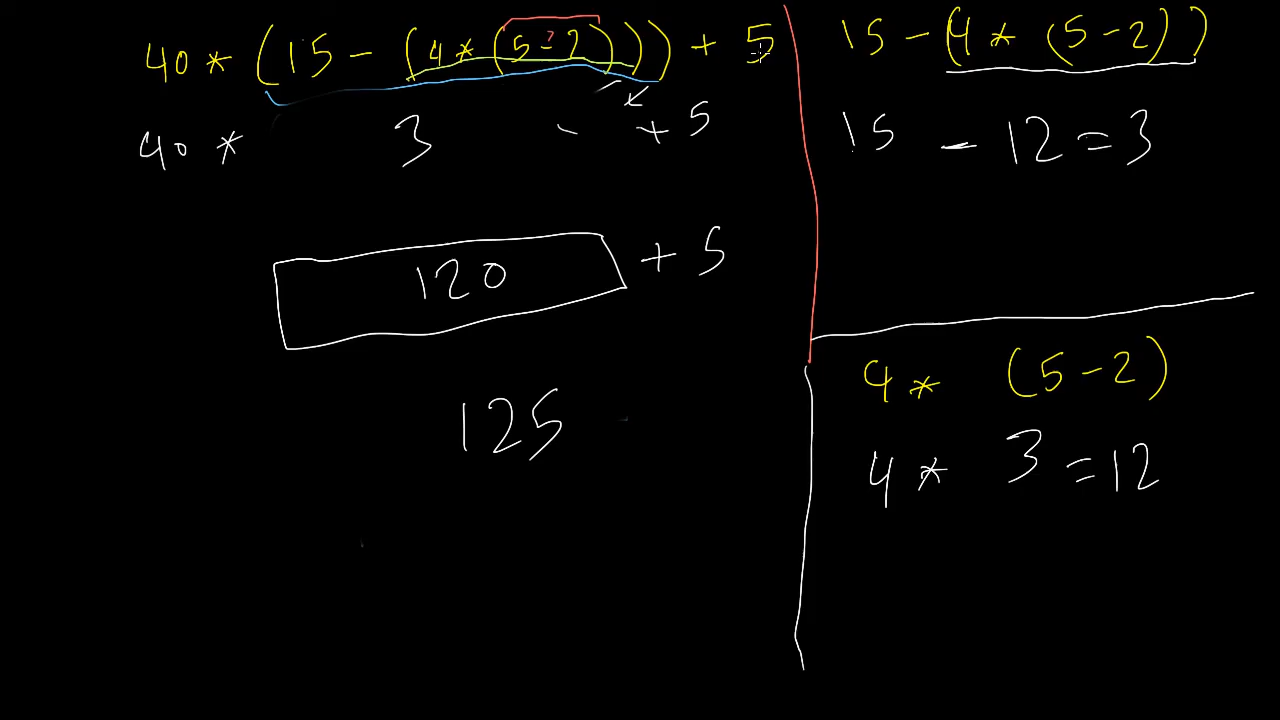 40 * (15 - (4 * (5 - 2))) + 5
?
40 * 3 + 5
120 + 5
125
15 - (4 * (5 - 2))
15 - 12 = 3
4 * (5 - 2)
4 * 3 = 12